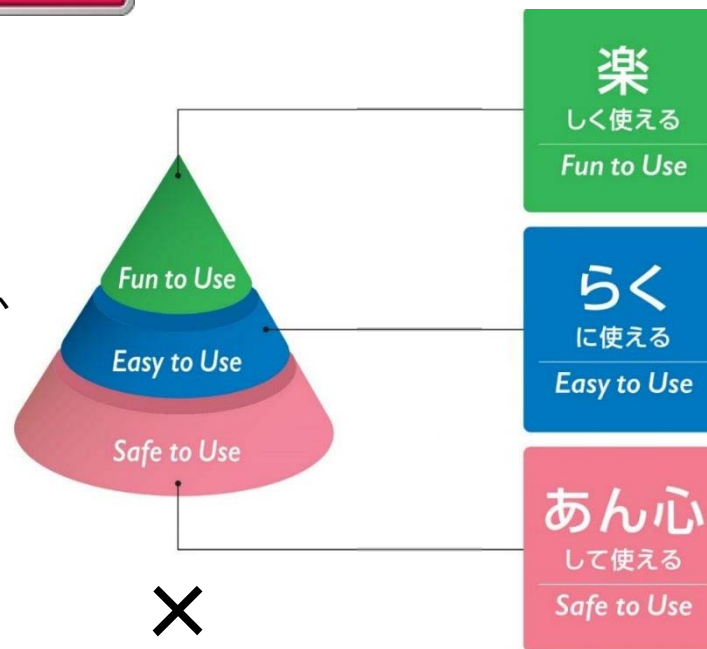 楽
しく使える
Fun to Use
Fun to Use
、
らく
に使える
Easy to Use
Easy to Use
あん心
して使える
Safe to Use
Safe to Use
×